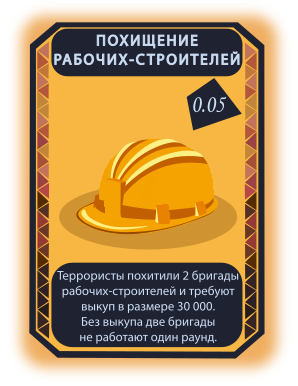 ПОХИЩЕНИЕ
РАБОЧИХ-СТРОИТЕЛЕЙ
0.05
Террористы похитили 2 бригады
рабочих-строителей и требуют
выкуп в размере 30 000.
Без выкупа две бригады
не работают один раунд.